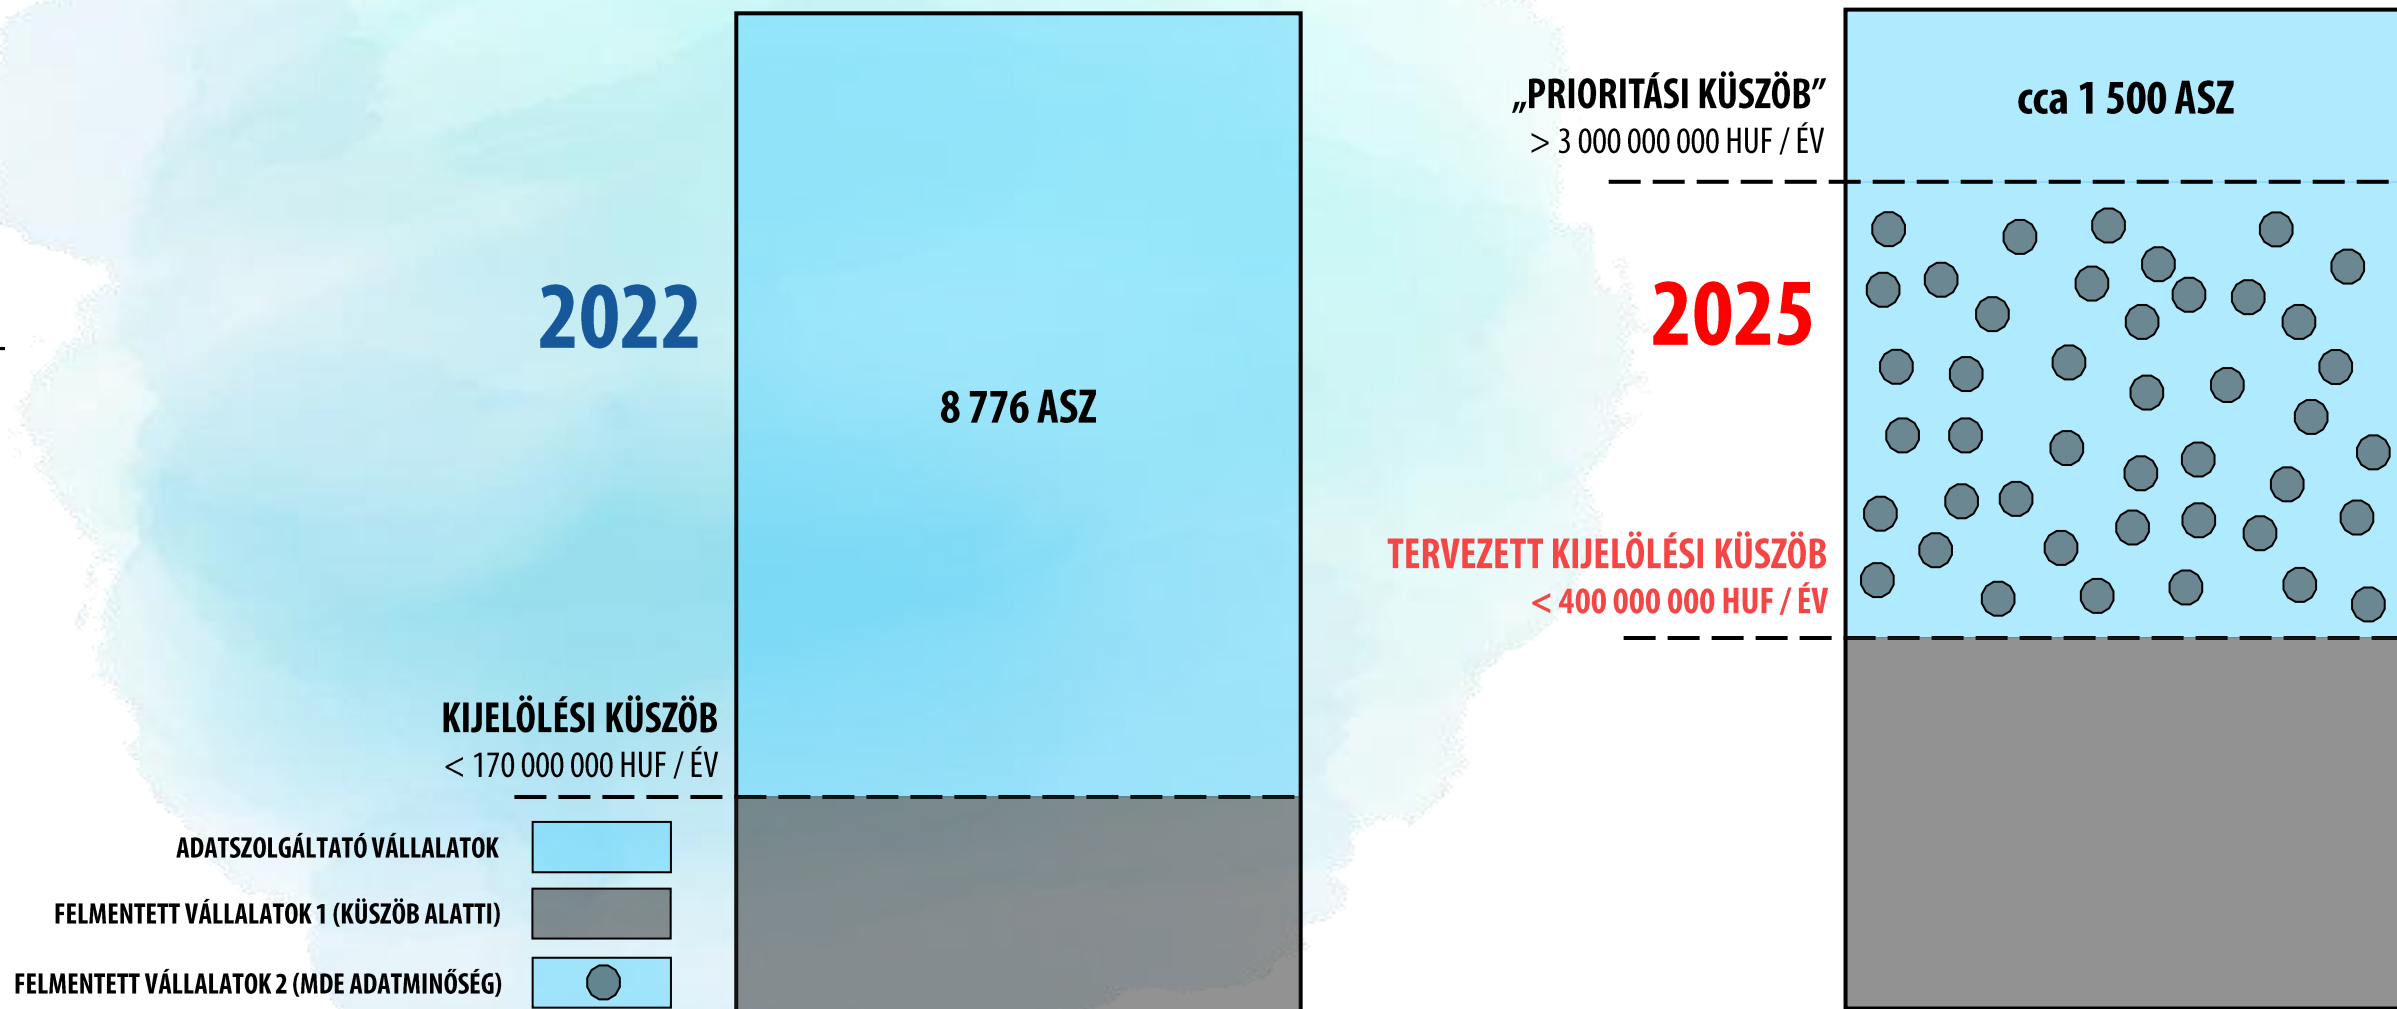 2022
8 776 ASZ
KIJELÖLÉSI KÜSZÖB
< 170 000 000 HUF / ÉV
ADATSZOLGÁLTATÓ VÁLLALATOK
FELMENTETT VÁLLALATOK 1 (KÜSZÖB ALATTI)
FELMENTETT VÁLLALATOK 2 (MDE ADATMINŐSÉG)
„PRIORITÁSI KÜSZÖB”
> 3 000 000 000 HUF / ÉV
cca 1 500 ASZ
2025
TERVEZETT KIJELÖLÉSI KÜSZÖB
< 400 000 000 HUF / ÉV